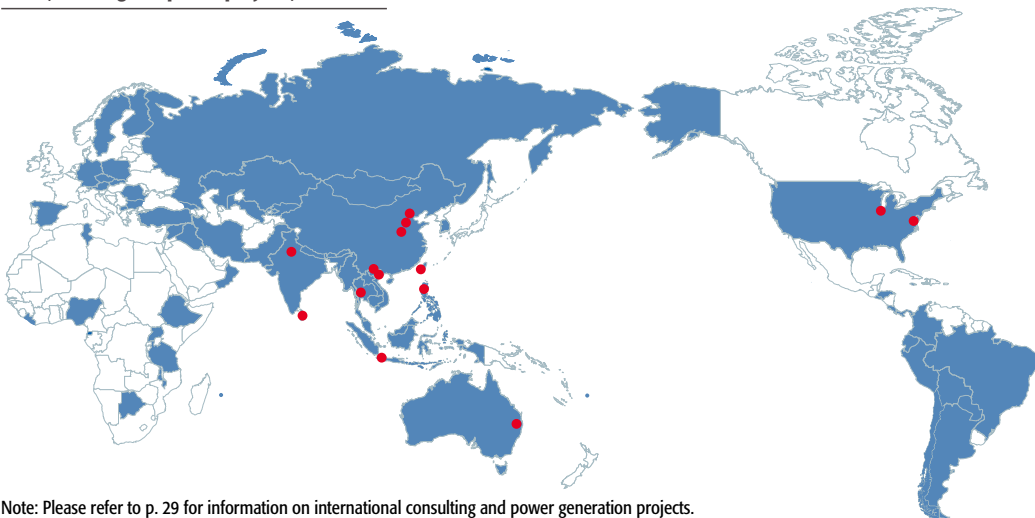 Note: Please refer to p. 29 for information on international consulting and power generation projects.